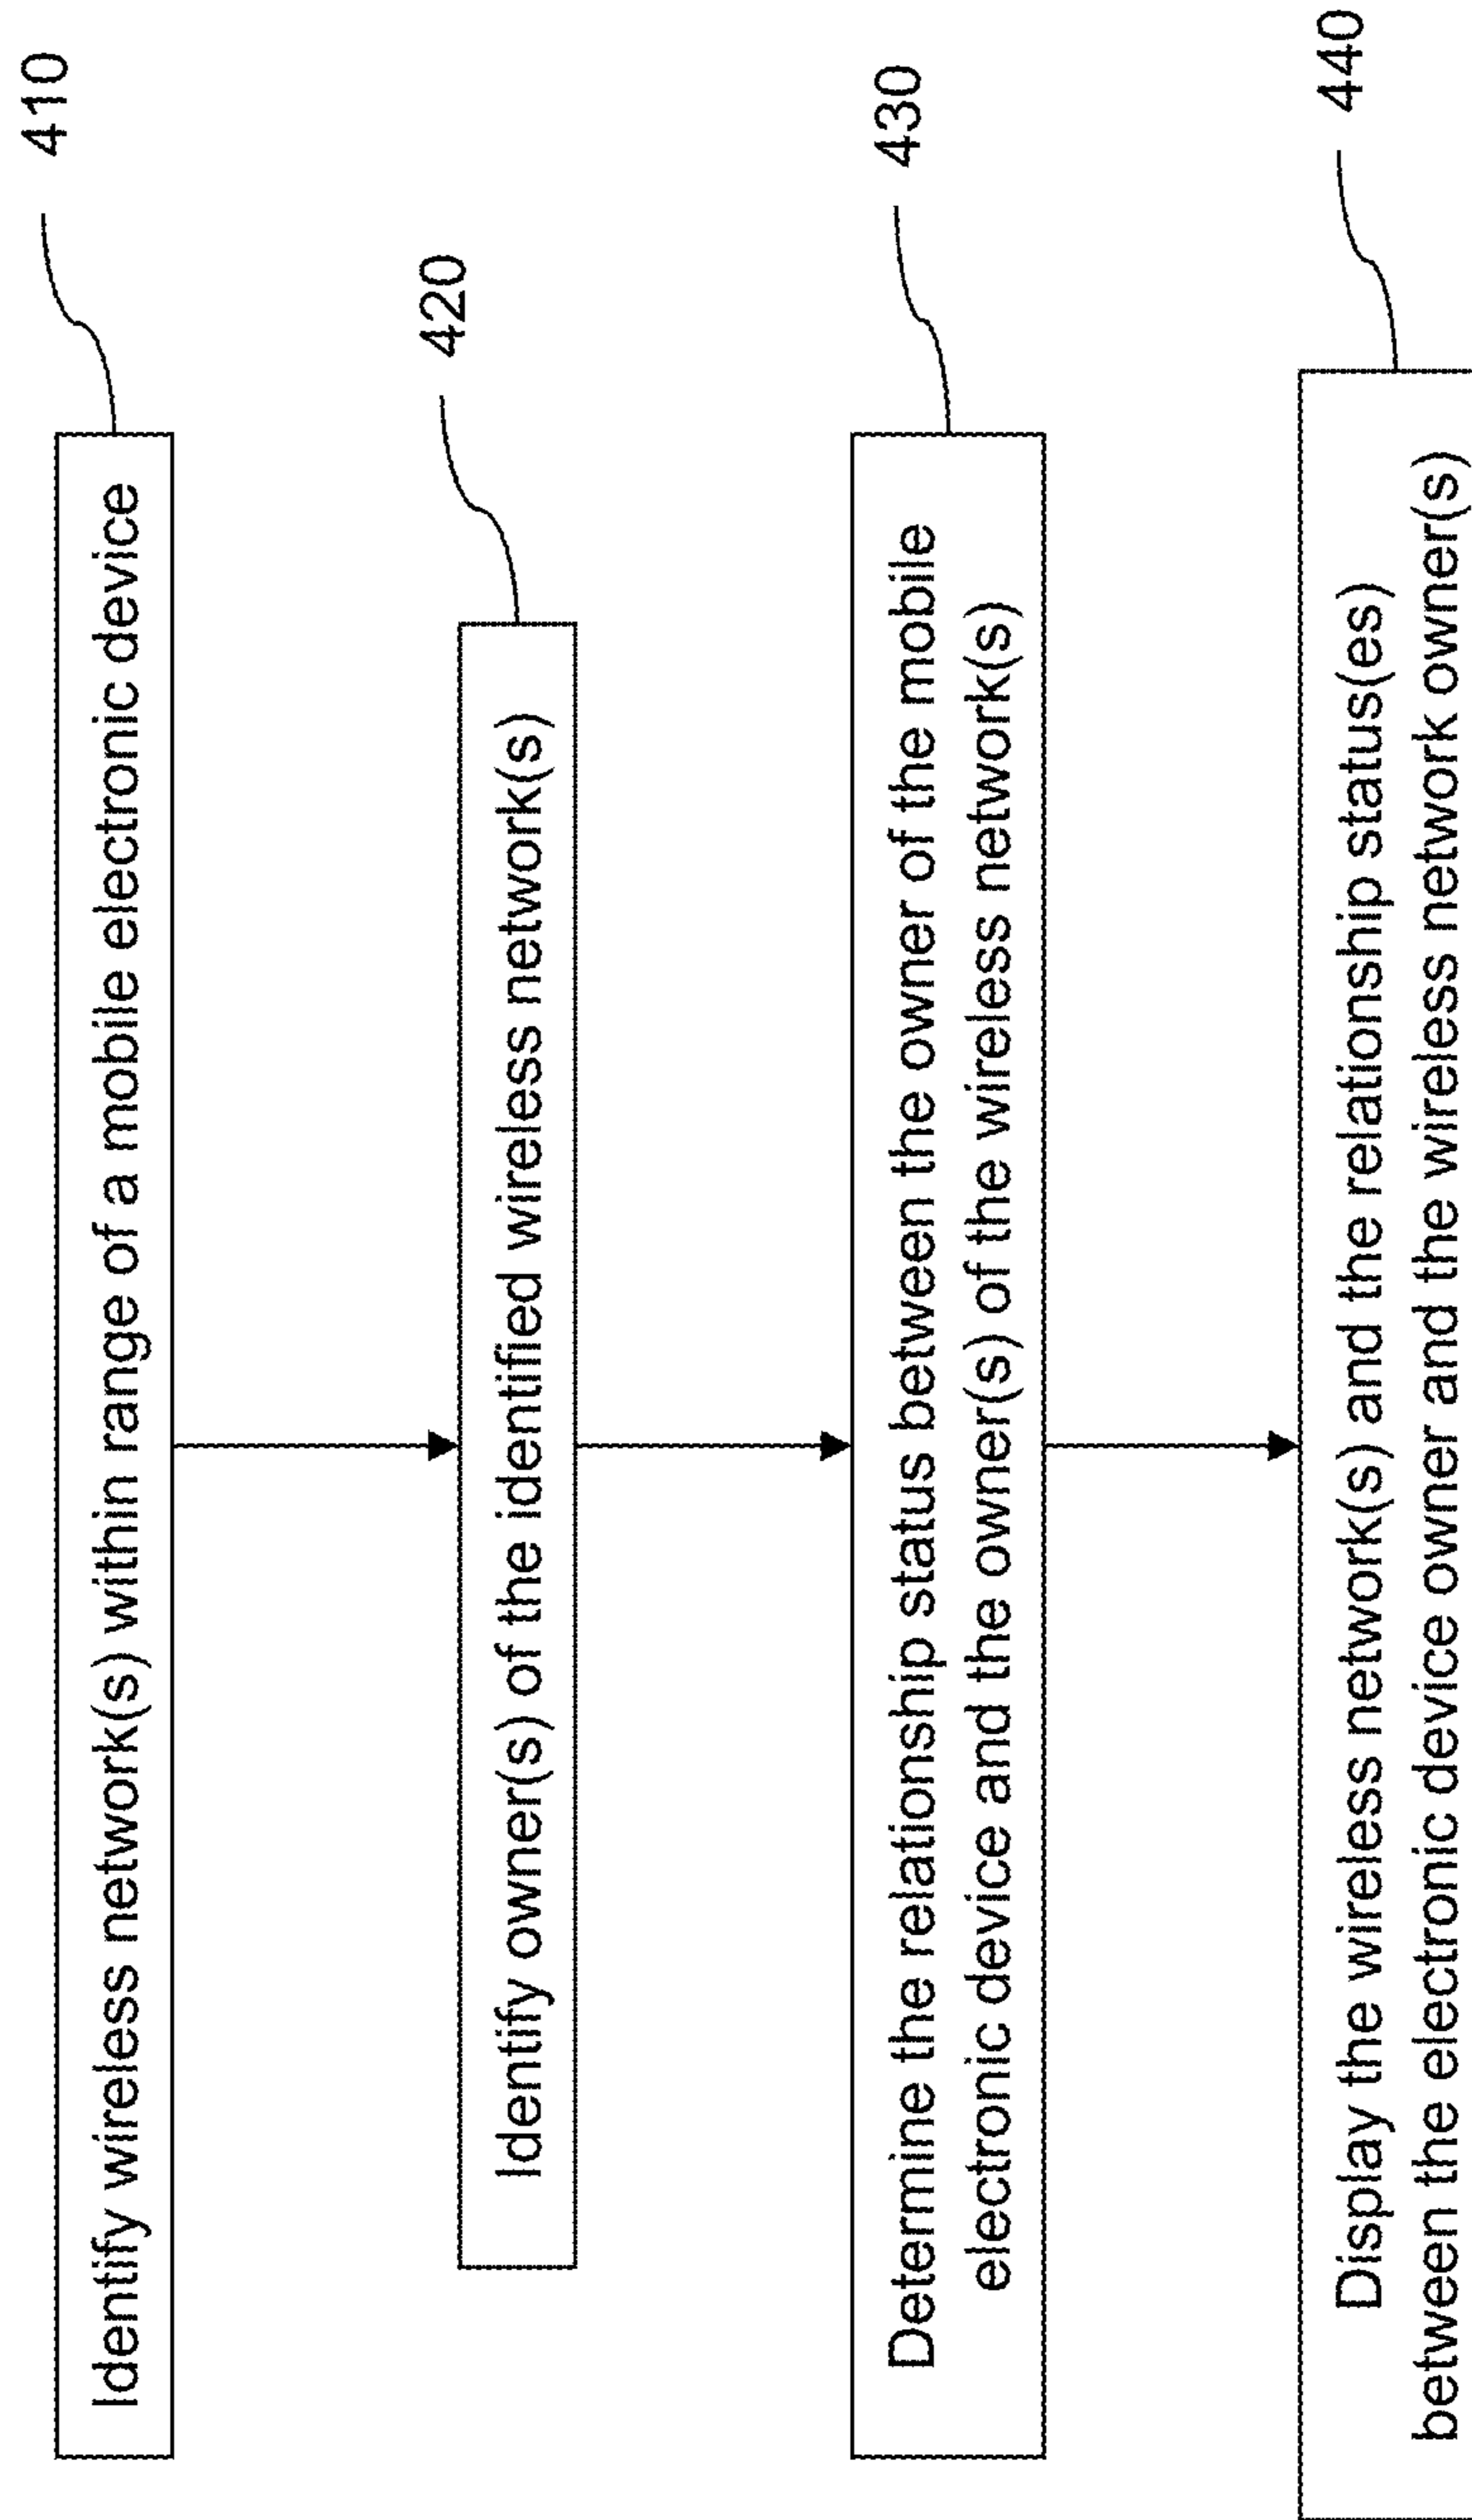 410
Identify wireless network(s) within range of a mobile electronic device
420
Identify owner(s) of the identified wireless network(s)
430
Determine the relationship status between the owner of the mobile
electronic device and the owner(s) of the wireless network(s)
440
Display the wireless network(s) and the relationship status(es)
between the electronic device owner and the wireless network owner(s)